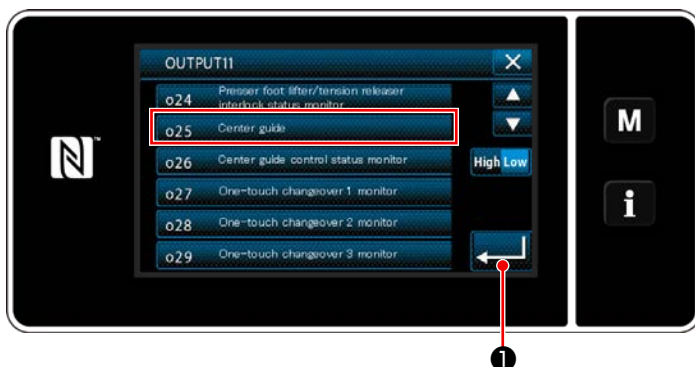 OUTPUT11
o24 Presser foot lifter/tension releaser
interlock status monitor
o25 Center guide
o26 Center guide control status monitor
High Low
o27 One-touch changeover 1 monitor
o28 One-touch changeover 2 monitor
o29 One-touch changeover 3 monitor
M
i
N
❶